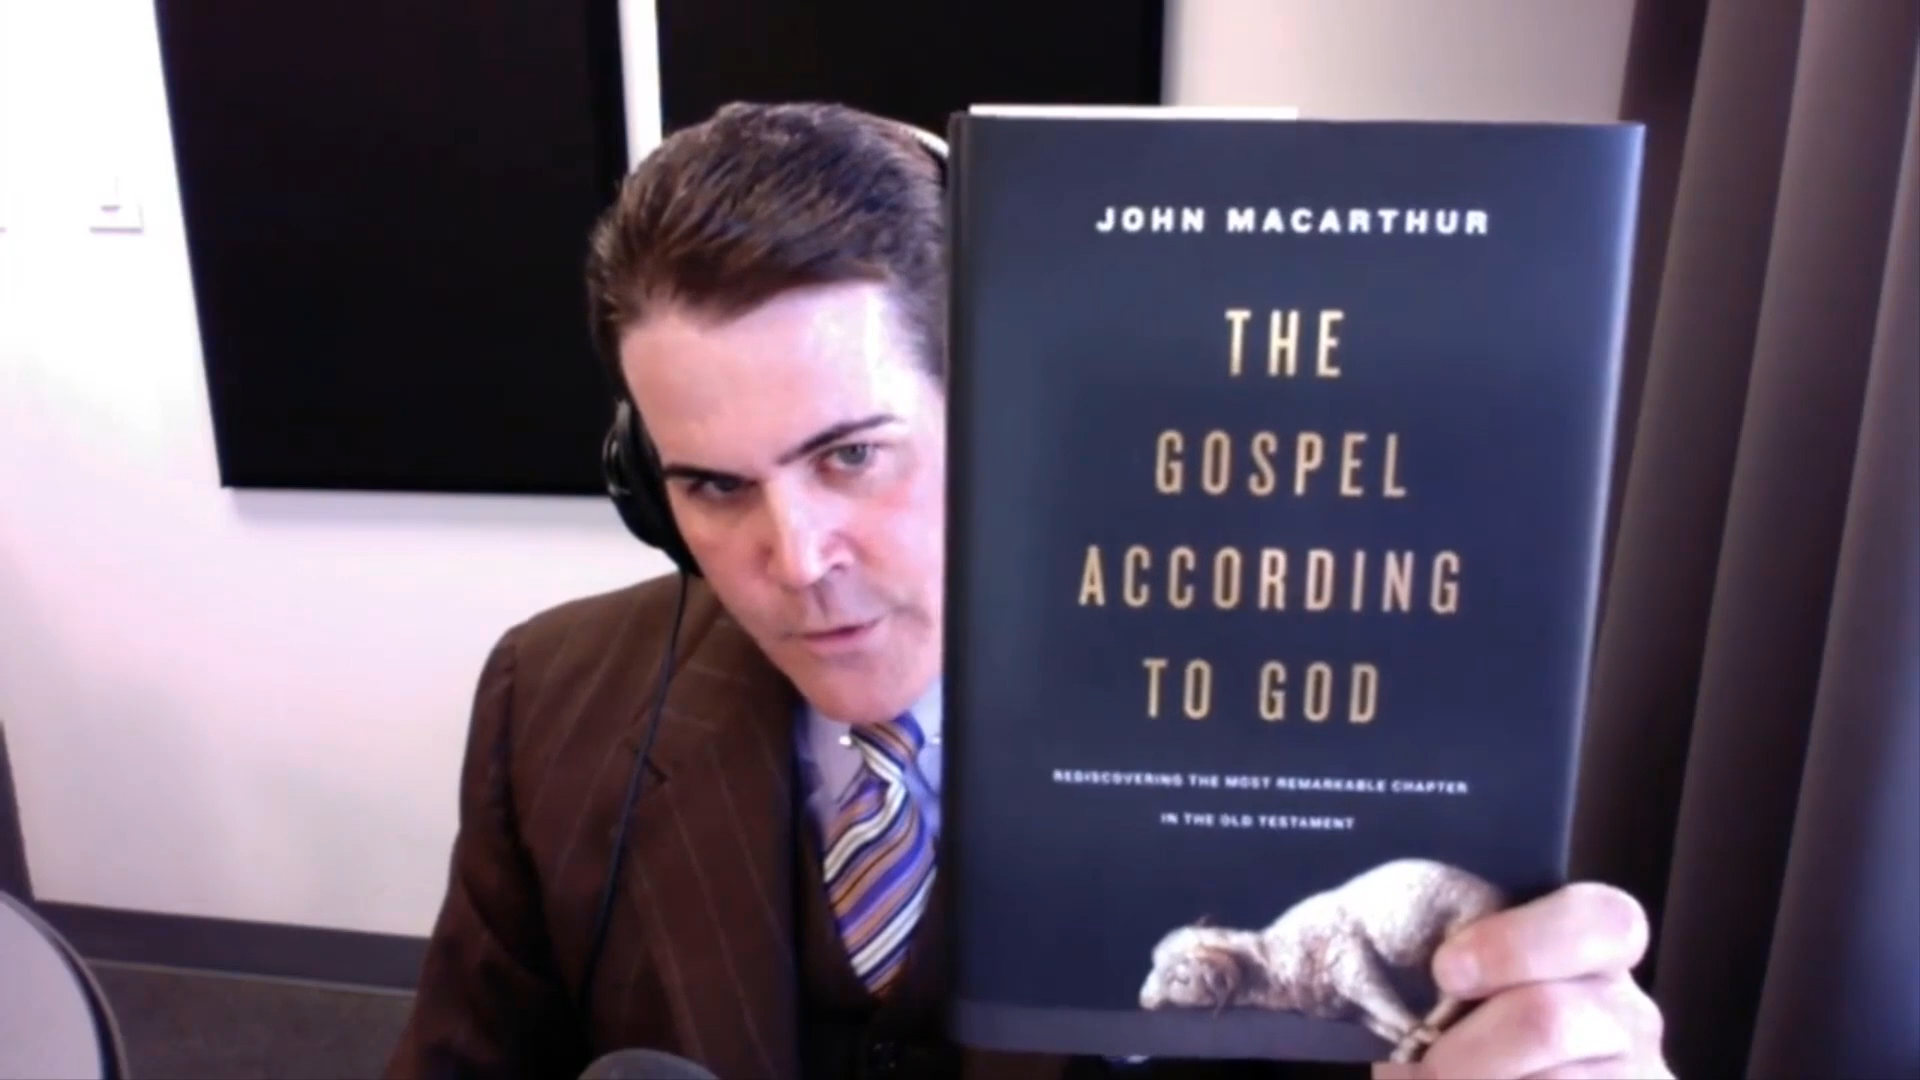 JOHN MACARTHUR
THE
GOSPEL
ACCORDING
TO GOD
REDISCOVERING THE MOST REMARKABLE CHAPTER
IN THE OLD TESTAMENT